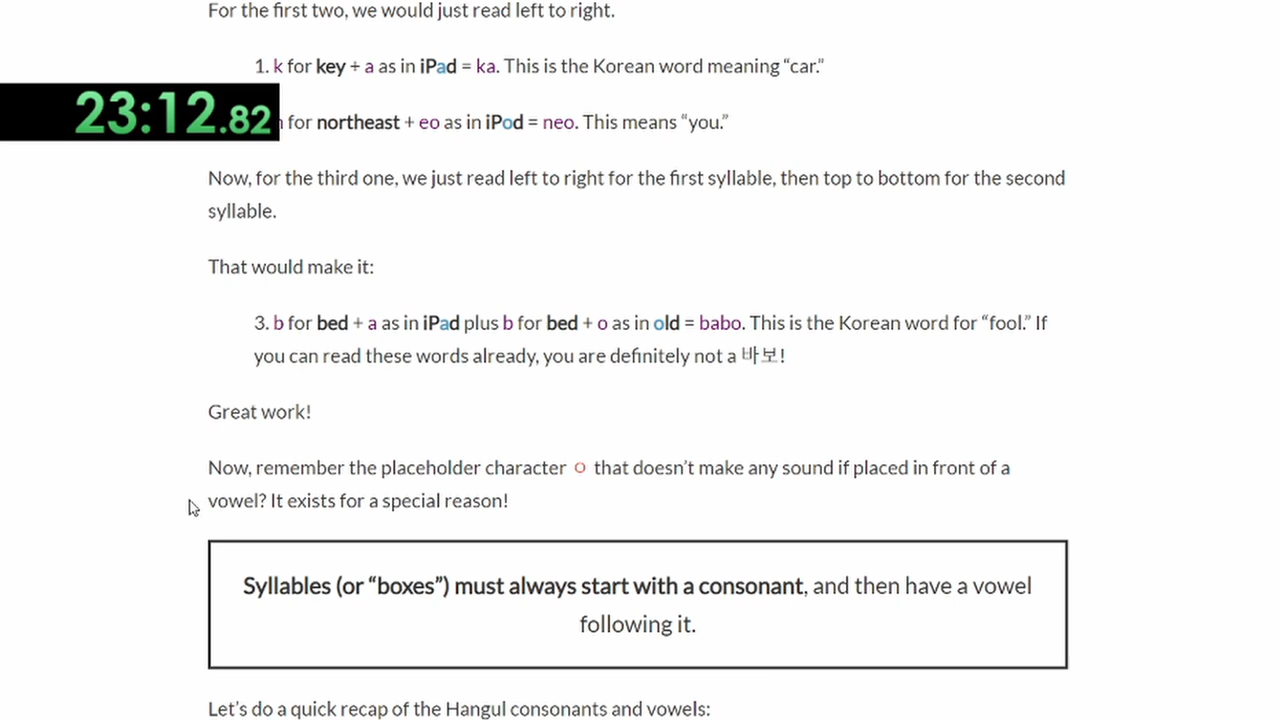 For the first two, we would just read left to right.
1. k for key + a as in iPad = ka. This is the Korean word meaning “car.”
23:12.82
for northeast + eo as in iPod = neo. This means “you.”
Now, for the third one, we just read left to right for the first syllable, then top to bottom for the second
syllable.
That would make it:
3. b for bed + a as in iPad plus b for bed + o as in old = babo. This is the Korean word for “fool.” If
you can read these words already, you are definitely not a 바보!
Great work!
Now, remember the placeholder character ㅇ that doesn’t make any sound if placed in front of a
vowel? It exists for a special reason!
Syllables (or “boxes”) must always start with a consonant, and then have a vowel
following it.
Let’s do a quick recap of the Hangul consonants and vowels: